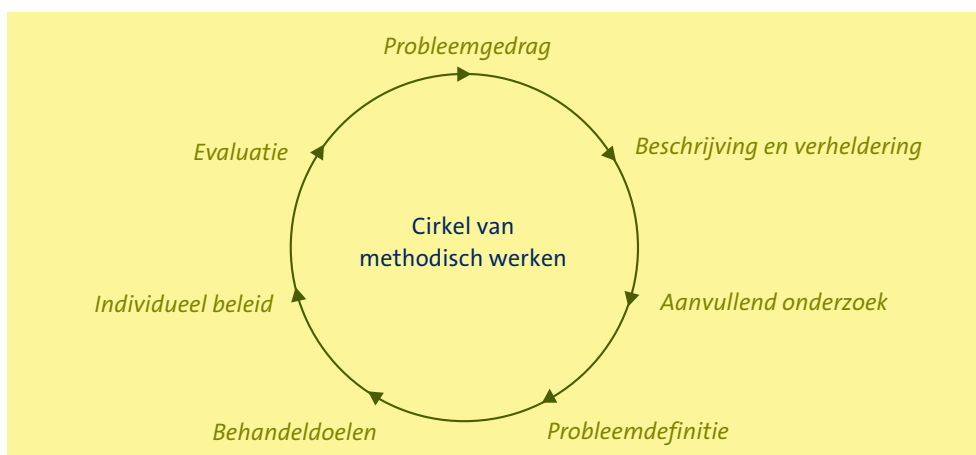 Probleemgedrag
Beschrijving en verheldering
Aanvullend onderzoek
Probleemdefinitie
Behandeldoelen
Individueel beleid
Evaluatie
Cirkel van
methodisch werken